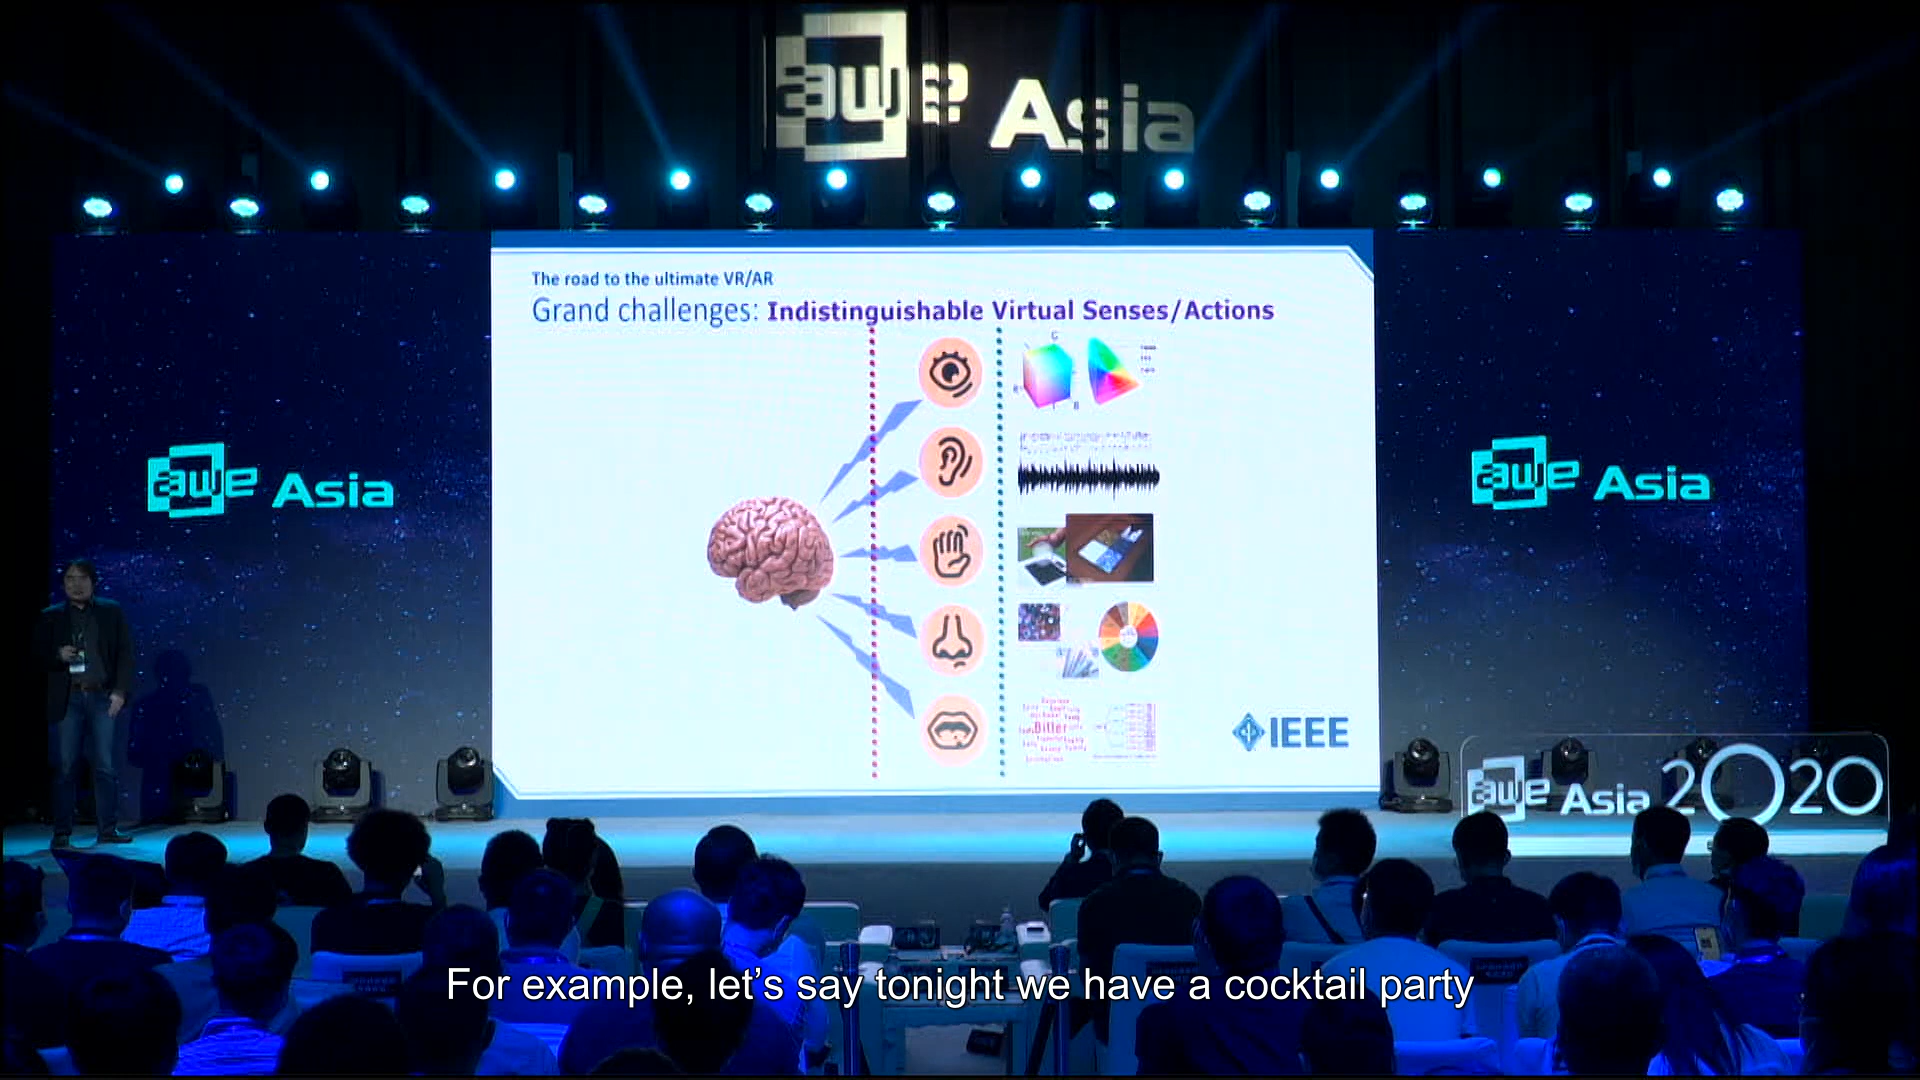 awe Asia
The road to the ultimate VR/AR
Grand challenges: Indistinguishable Virtual Senses/Actions
awe Asia
awe Asia
Bitter
IEEE
awe Asia 2020
For example, let’s say tonight we have a cocktail party